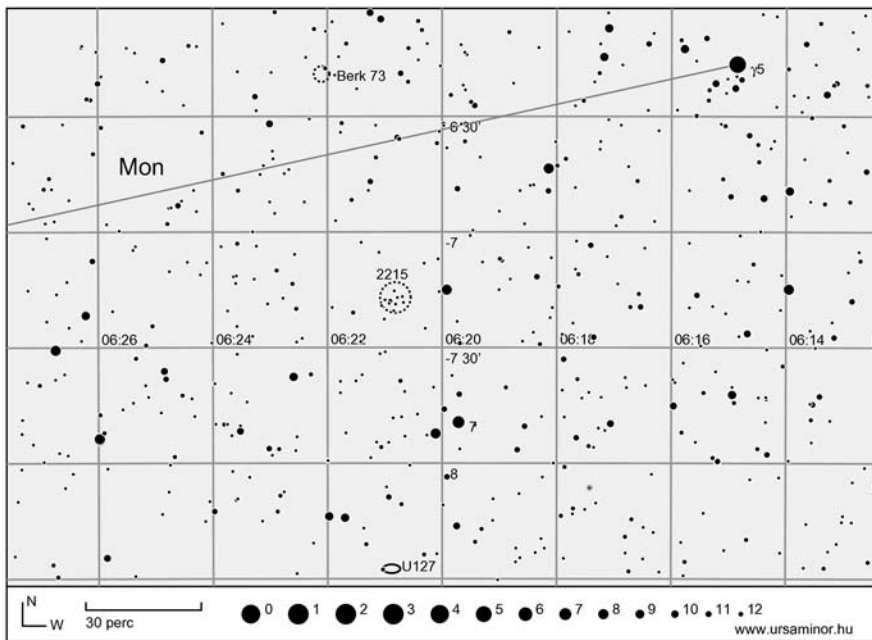 Berk 73
γ5
-6 30'
Mon
-7
2215
06:26
06:24
06:22
06:20
06:18
06:16
06:14
-7 30'
7
8
U127
N
W
30 perc
0 1 2 3 4 5 6 7 8 9 10 11 12
www.ursaminor.hu